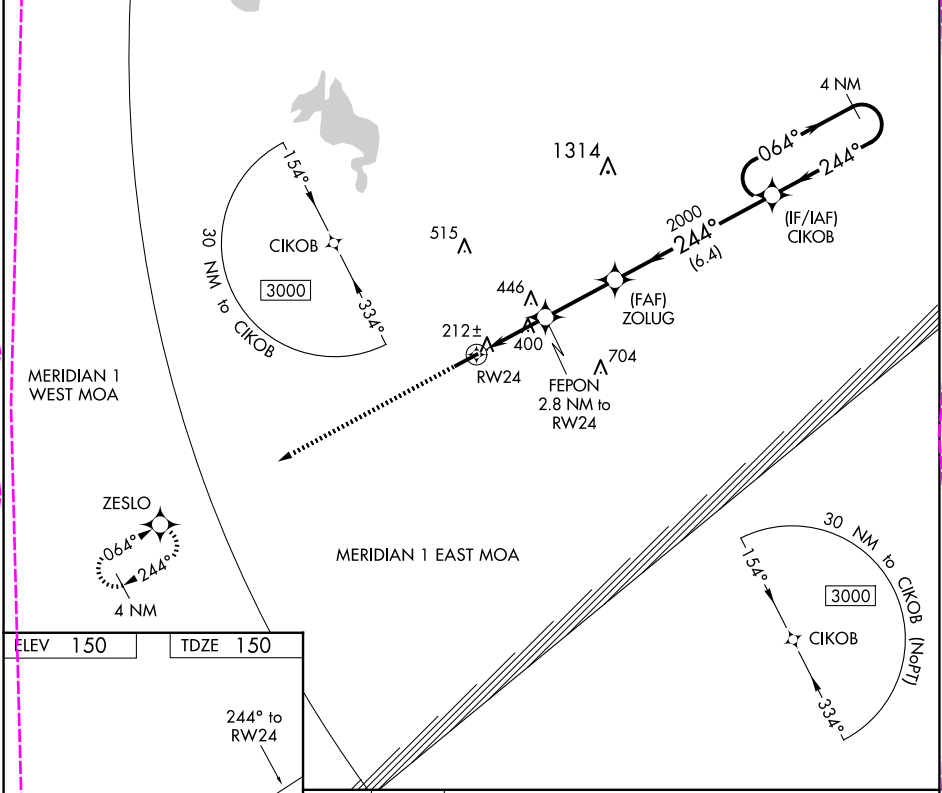 4 NM
064°
244°
1314
(IF/IAF)
CIKOB
2000
244°
(6.4)
154°
CIKOB
3000
334°
30 NM to CIKOB
515
446
(FAF)
ZOLUG
212±
400
704
RW24
FEPON
2.8 NM to
RW24
MERIDIAN 1
WEST MOA
ZESLO
064°
244°
4 NM
MERIDIAN 1 EAST MOA
30 NM to CIKOB (NoPT)
154°
3000
CIKOB
334°
ELEV 150
TDZE 150
244° to
RW24